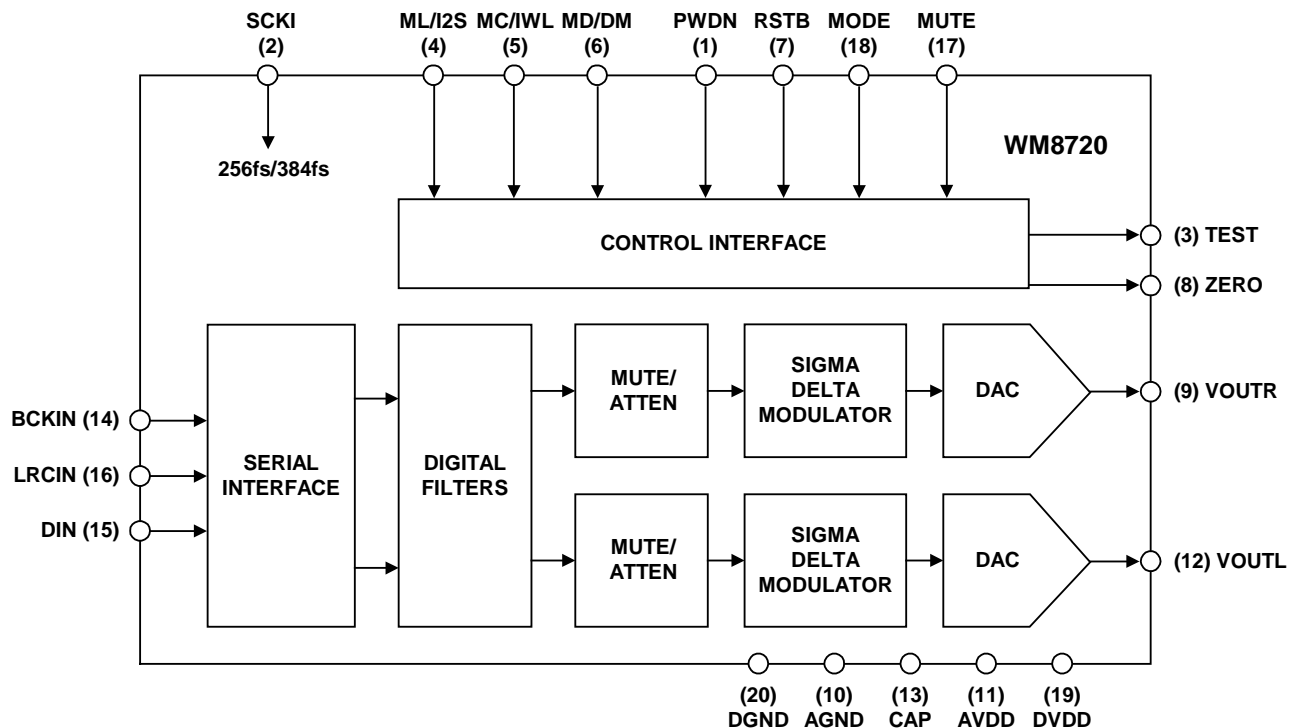 SCKI
(2)
ML/I2S
(4)
MC/IWL
(5)
MD/DM
(6)
PWDN
(1)
RSTB
(7)
MODE
(18)
MUTE
(17)
256fs/384fs
WM8720
CONTROL INTERFACE
(3) TEST
(8) ZERO
BCKIN (14)
LRCIN (16)
DIN (15)
SERIAL
INTERFACE
DIGITAL
FILTERS
MUTE/
ATTEN
SIGMA
DELTA
MODULATOR
DAC
(9) VOUTR
MUTE/
ATTEN
SIGMA
DELTA
MODULATOR
DAC
(12) VOUTL
(20)
DGND
(10)
AGND
(13)
CAP
(11)
AVDD
(19)
DVDD